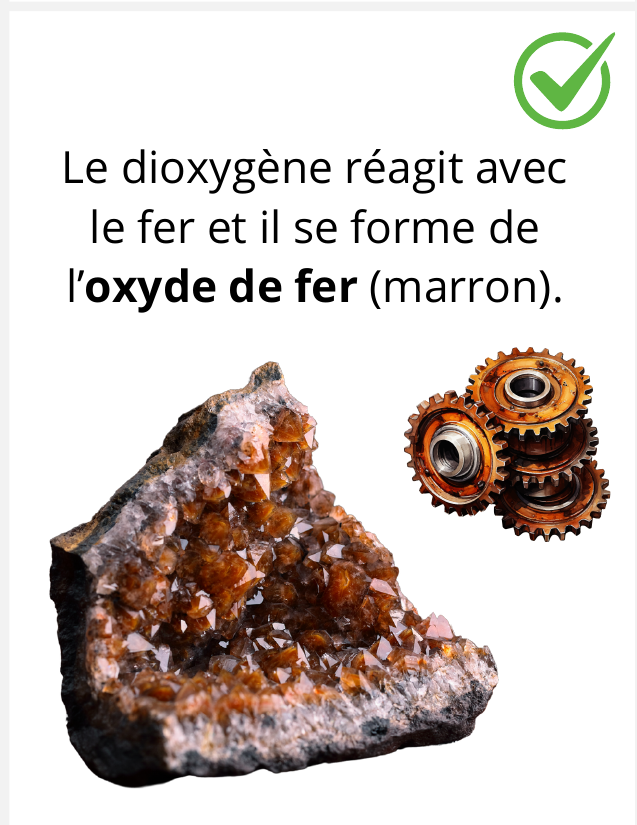 Le dioxygène réagit avec
le fer et il se forme de
l’oxyde de fer (marron).